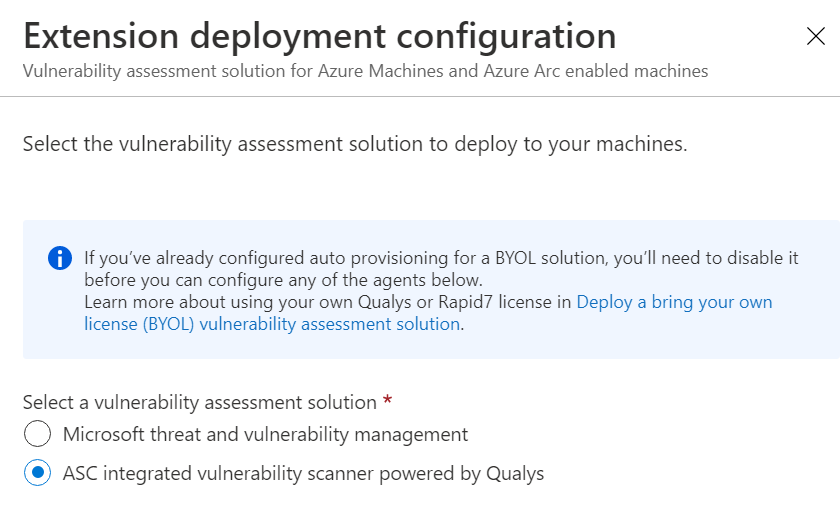 Extension deployment configuration
Vulnerability assessment solution for Azure Machines and Azure Arc enabled machines
Select the vulnerability assessment solution to deploy to your machines.
If you've already configured auto provisioning for a BYOL solution, you'll need to disable it
before you can configure any of the agents below.
Learn more about using your own Qualys or Rapid7 license in Deploy a bring your own
license (BYOL) vulnerability assessment solution.
Select a vulnerability assessment solution *
Microsoft threat and vulnerability management
ASC integrated vulnerability scanner powered by Qualys